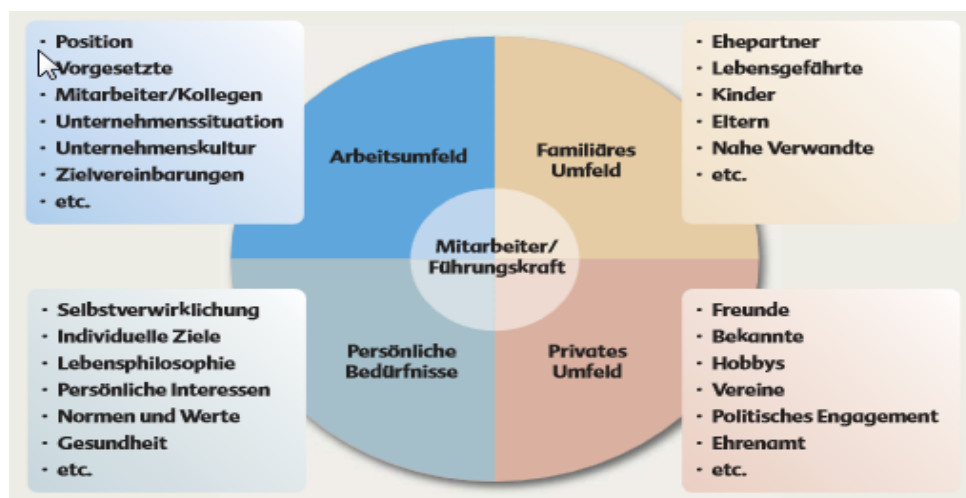 · Position
· Vorgesetzte
· Mitarbeiter/Kollegen
· Unternehmenssituation
· Unternehmenskultur
· Zielvereinbarungen
· etc.
Arbeitsumfeld
Familiäres
Umfeld
· Ehepartner
· Lebensgefährte
· Kinder
· Eltern
· Nahe Verwandte
· etc.
Mitarbeiter/
Führungskraft
· Selbstverwirklichung
· Individuelle Ziele
· Lebensphilosophie
· Persönliche Interessen
· Normen und Werte
· Gesundheit
· etc.
Persönliche
Bedürfnisse
Privates
Umfeld
· Freunde
· Bekannte
· Hobbys
· Vereine
· Politisches Engagement
· Ehrenamt
· etc.